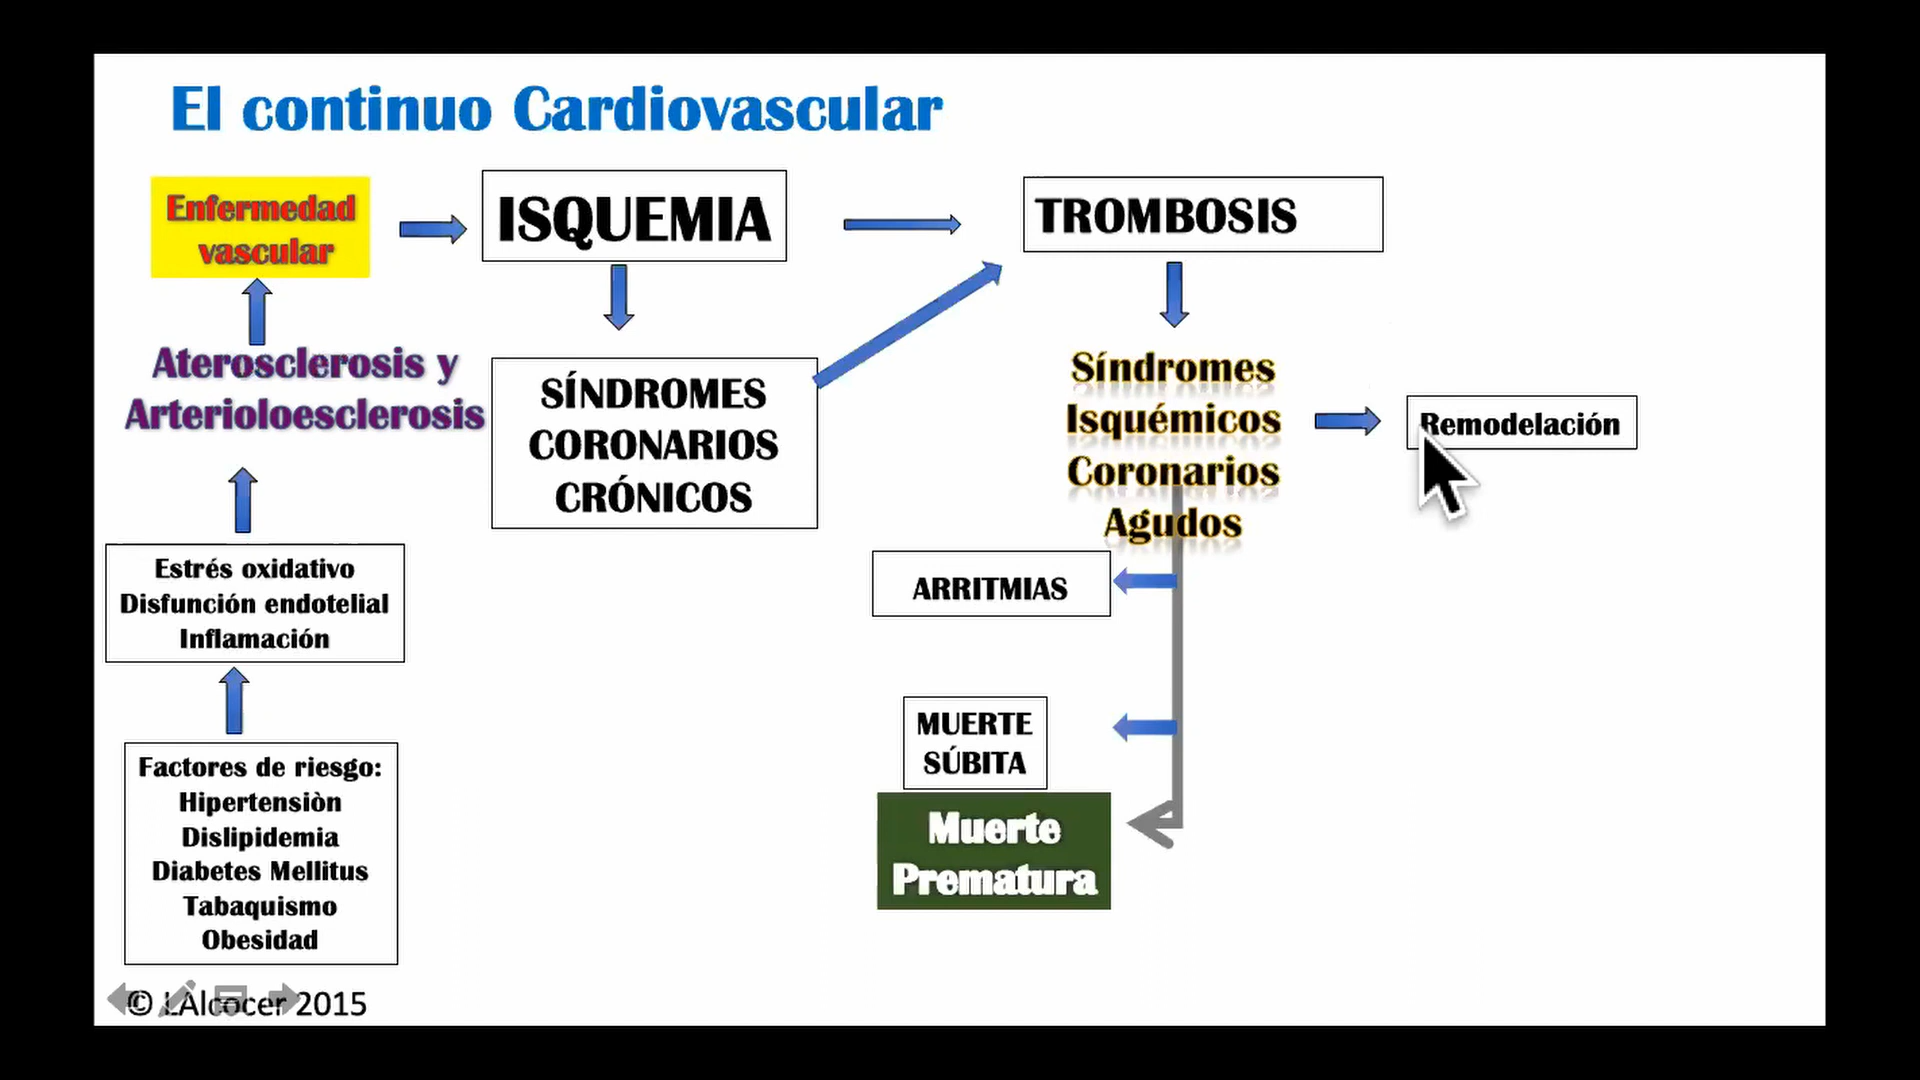 El continuo Cardiovascular
Enfermedad
vascular
ISQUEMIA
TROMBOSIS
Aterosclerosis y
Arterioloesclerosis
SÍNDROMES
CORONARIOS
CRÓNICOS
Síndromes
Isquémicos
Coronarios
Agudos
Remodelación
Estrés oxidativo
Disfunción endotelial
Inflamación
ARRITMIAS
MUERTE
SÚBITA
Muerte
Prematura
Factores de riesgo:
Hipertensiòn
Dislipidemia
Diabetes Mellitus
Tabaquismo
Obesidad
© LAlcocer 2015